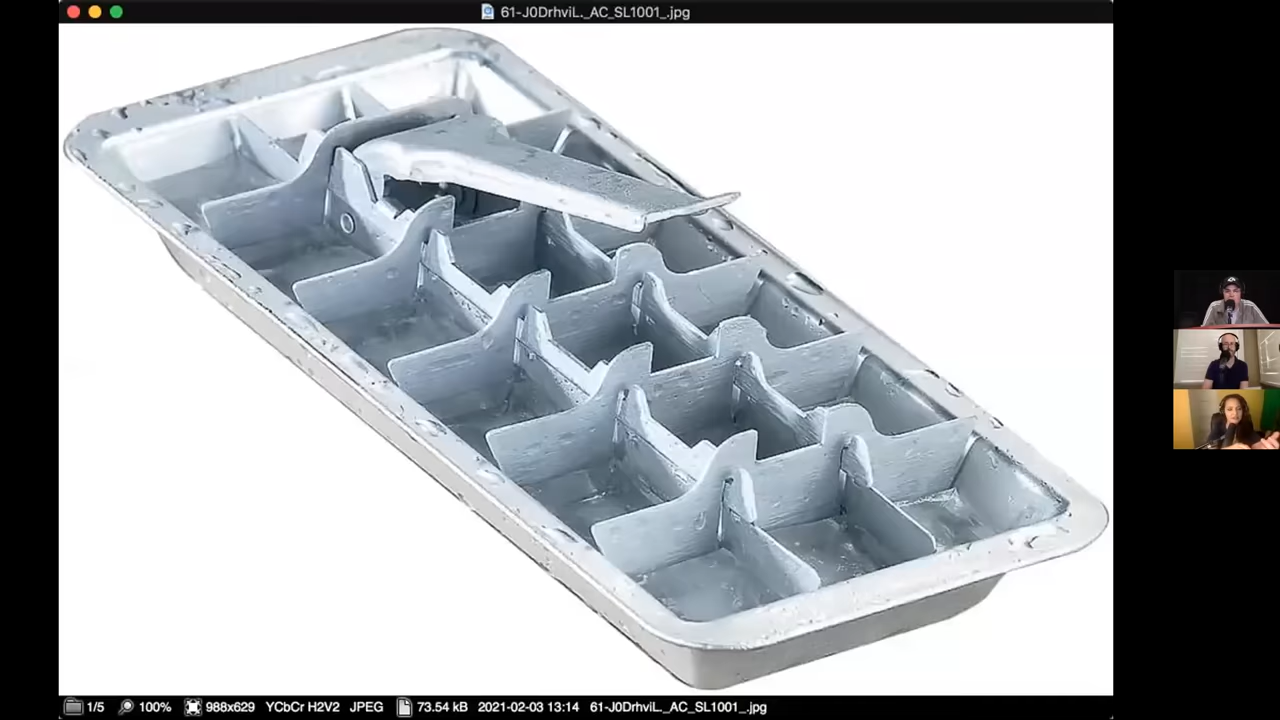 61-J0DrhviL._AC_SL1001_.jpg
1/5 100% 988x629 YCbCr H2V2 JPEG 73.54 kB 2021-02-03 13:14 61-J0DrhviL._AC_SL1001_.jpg